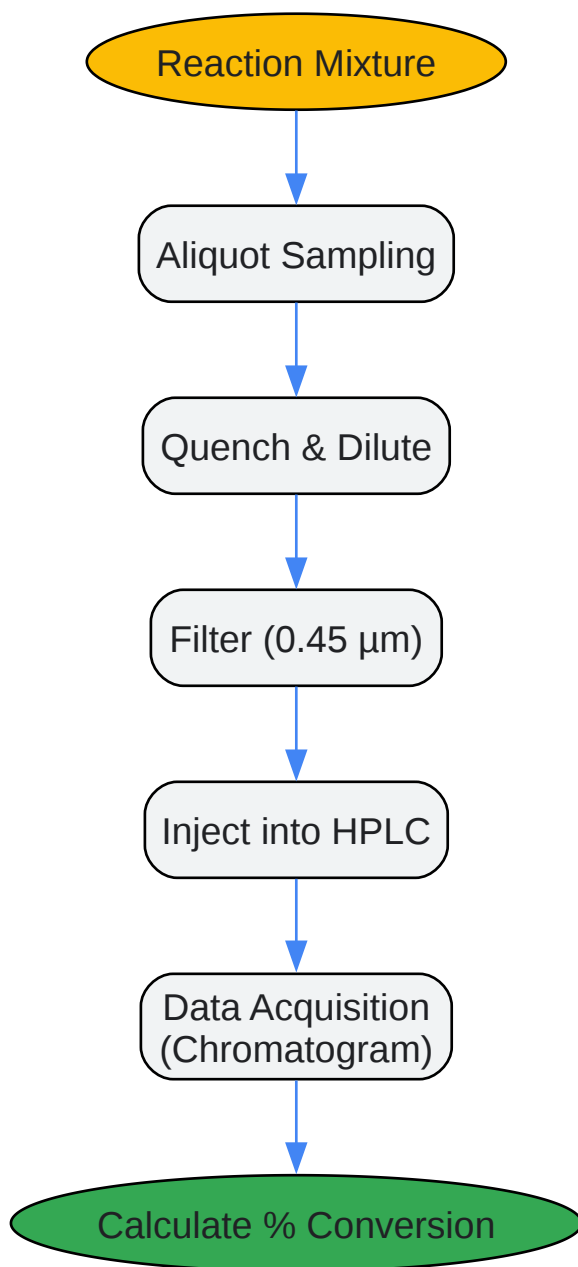 Reaction Mixture
Aliquot Sampling
Quench & Dilute
Filter (0.45 µm)
Inject into HPLC
Data Acquisition
(Chromatogram)
Calculate % Conversion